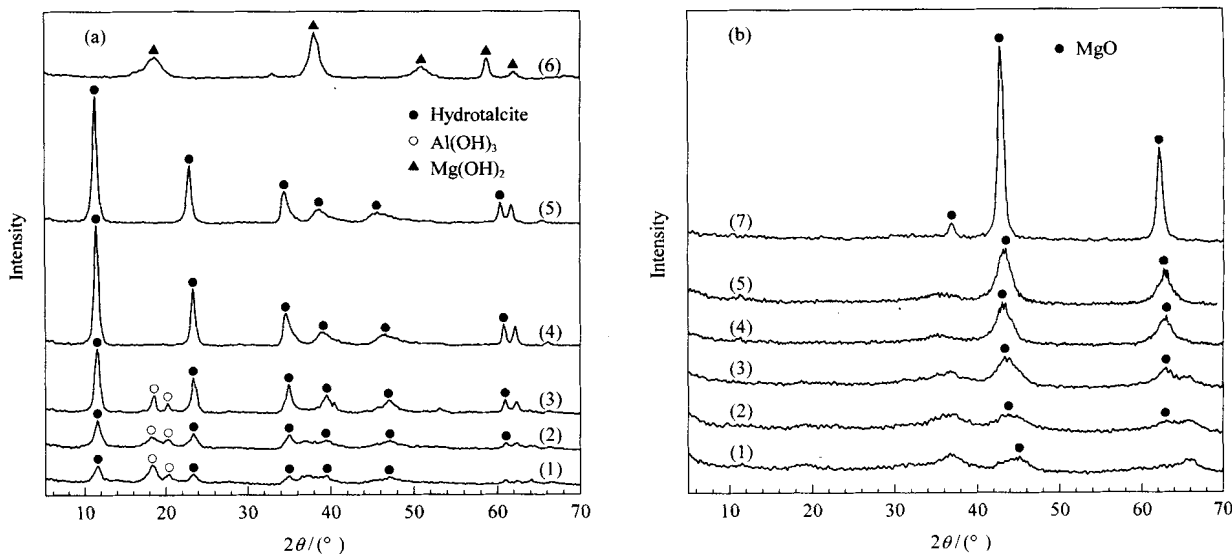 (a)
(6)
● Hydrotalcite
○ Al(OH)₃
▲ Mg(OH)₂
(5)
(4)
(3)
(2)
(1)
Intensity
10 20 30 40 50 60 70
2θ/(°)
(b)
● MgO
(7)
(5)
(4)
(3)
(2)
(1)
Intensity
10 20 30 40 50 60 70
2θ/(°)